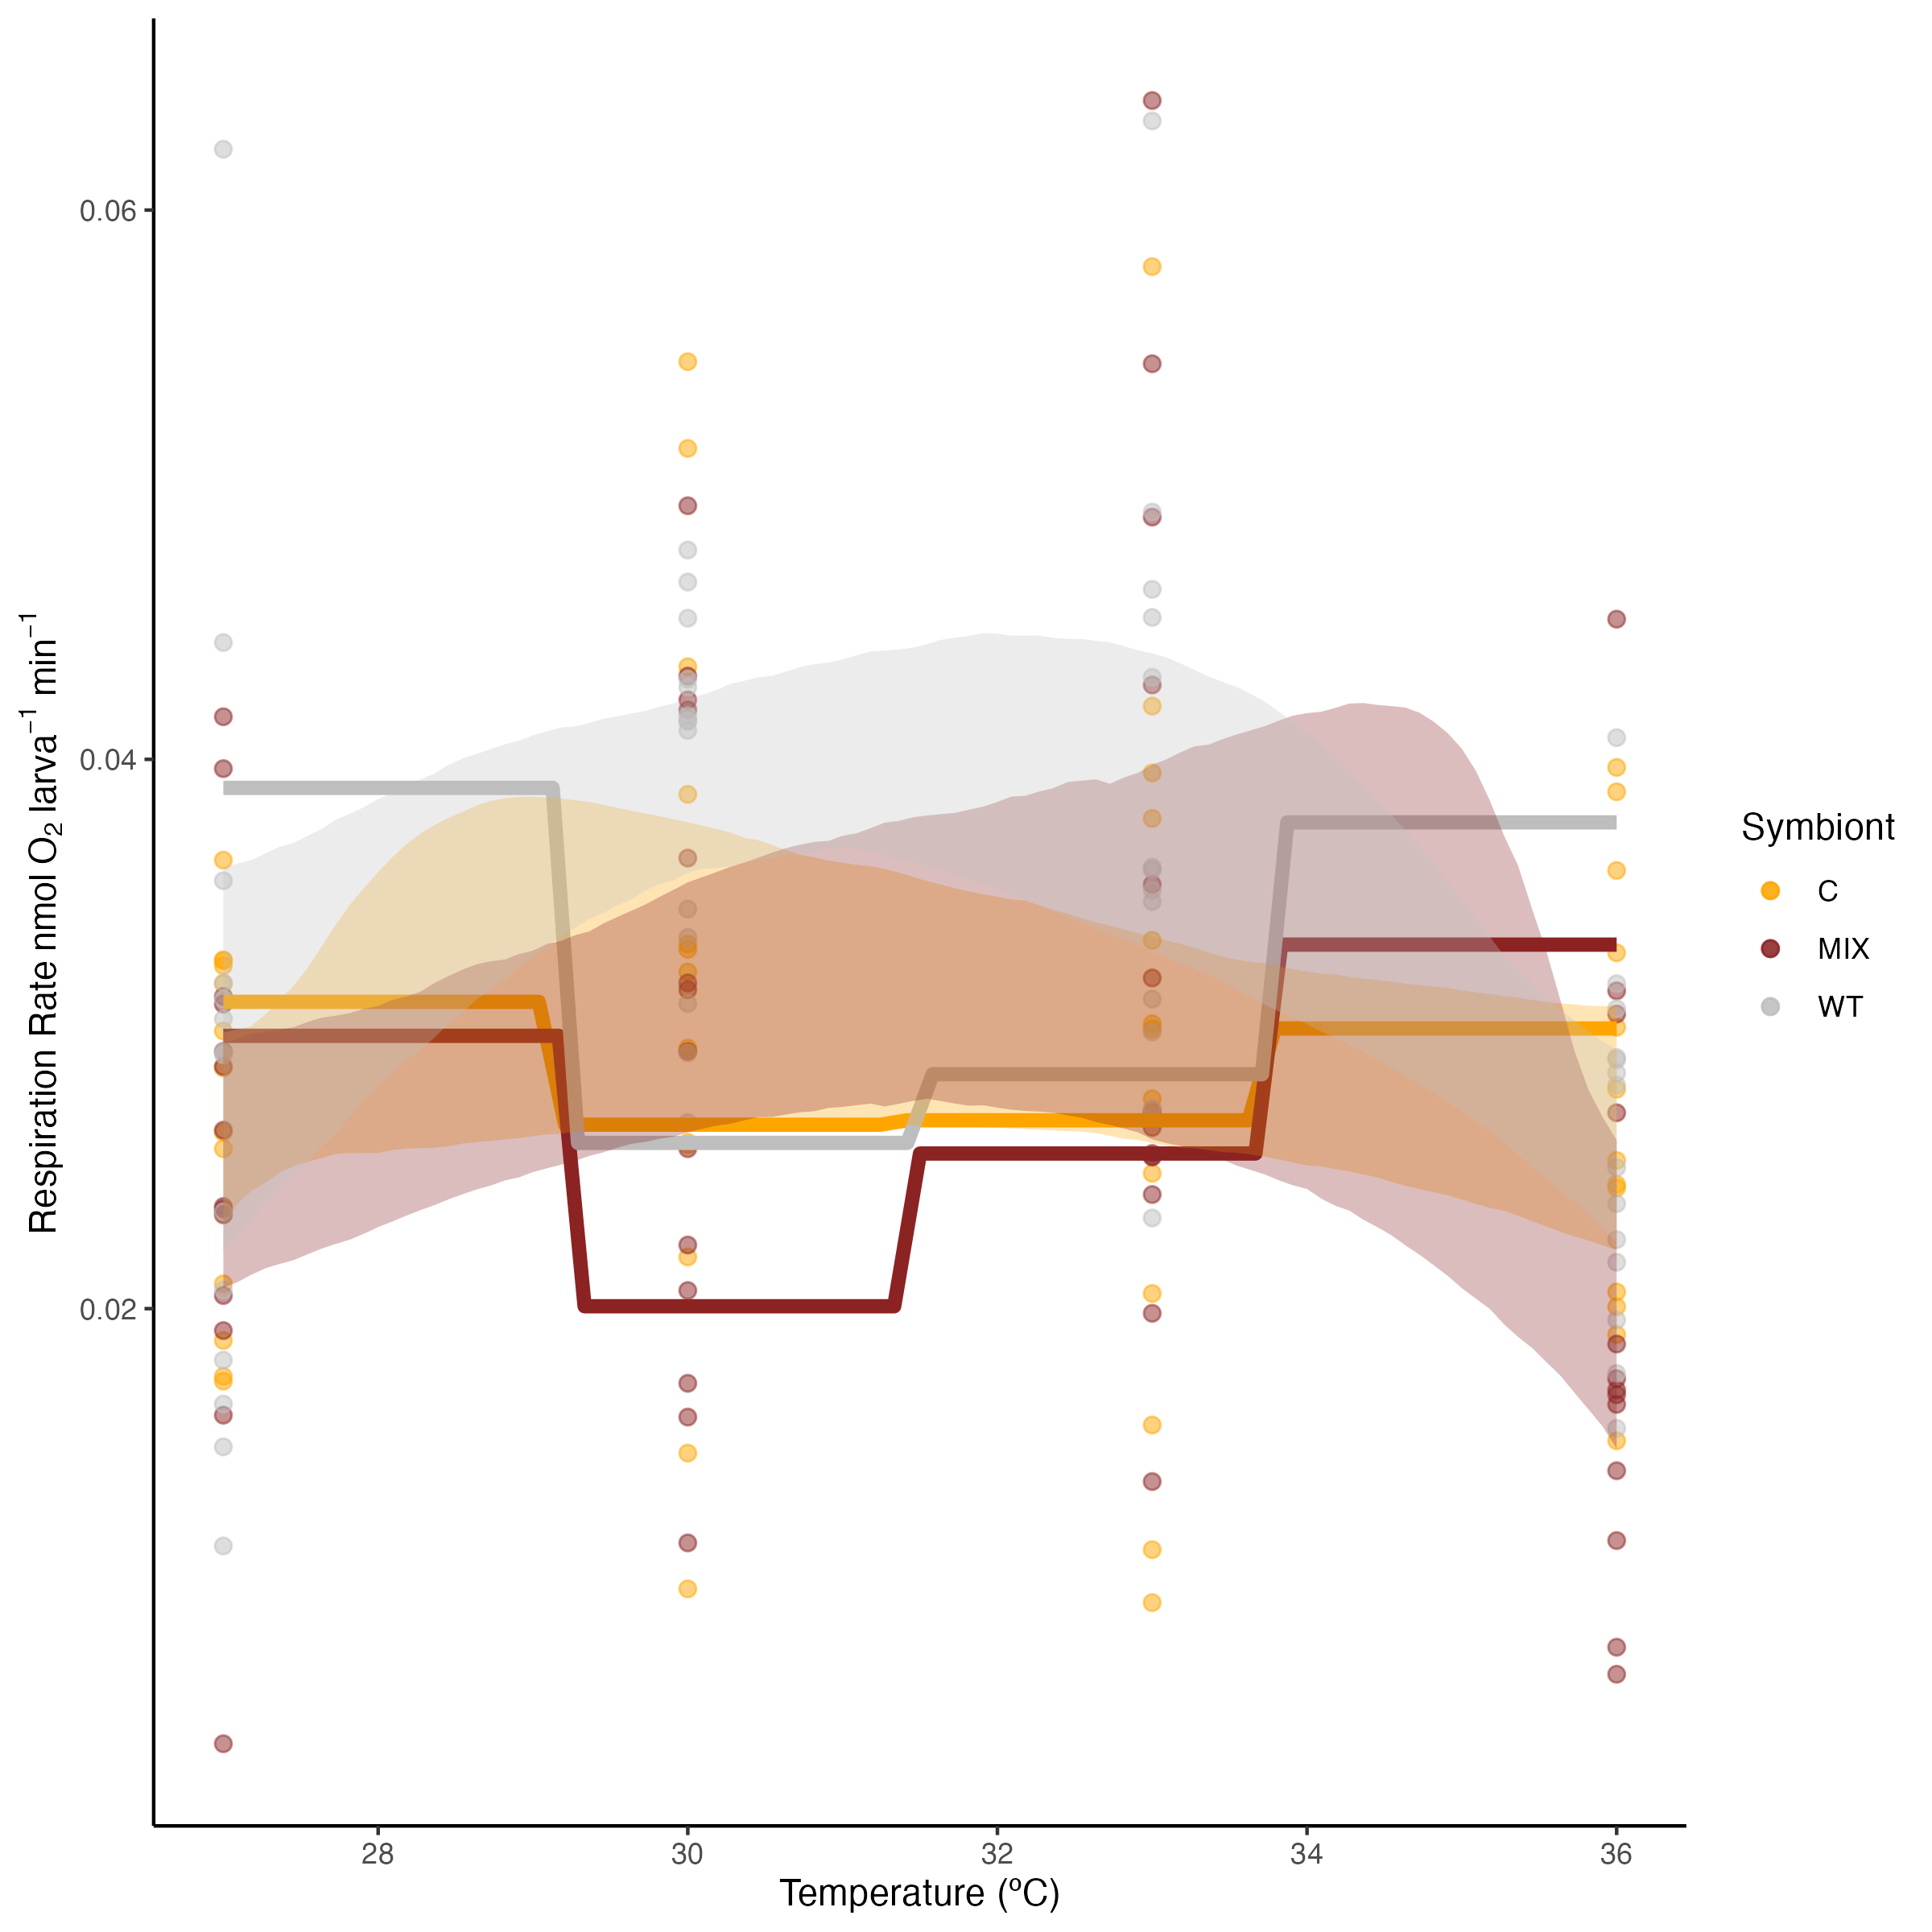 Respiration Rate nmol O₂ larva⁻¹ min⁻¹
0.06
0.04
0.02
28
30
32
34
36
Temperature (ºC)
Symbiont
C
MIX
WT